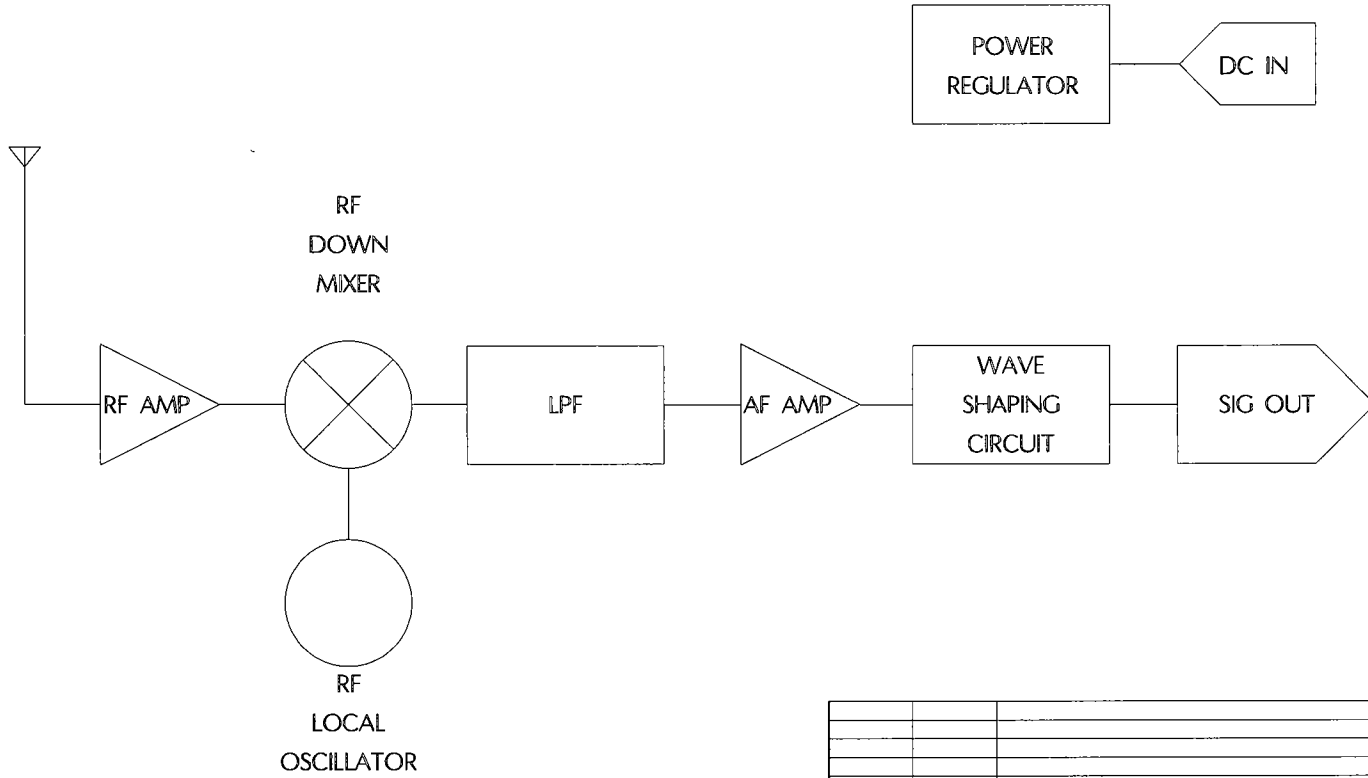 POWER
REGULATOR
DC IN
RF
DOWN
MIXER
RF AMP
LPF
AF AMP
WAVE
SHAPING
CIRCUIT
SIG OUT
RF
LOCAL
OSCILLATOR